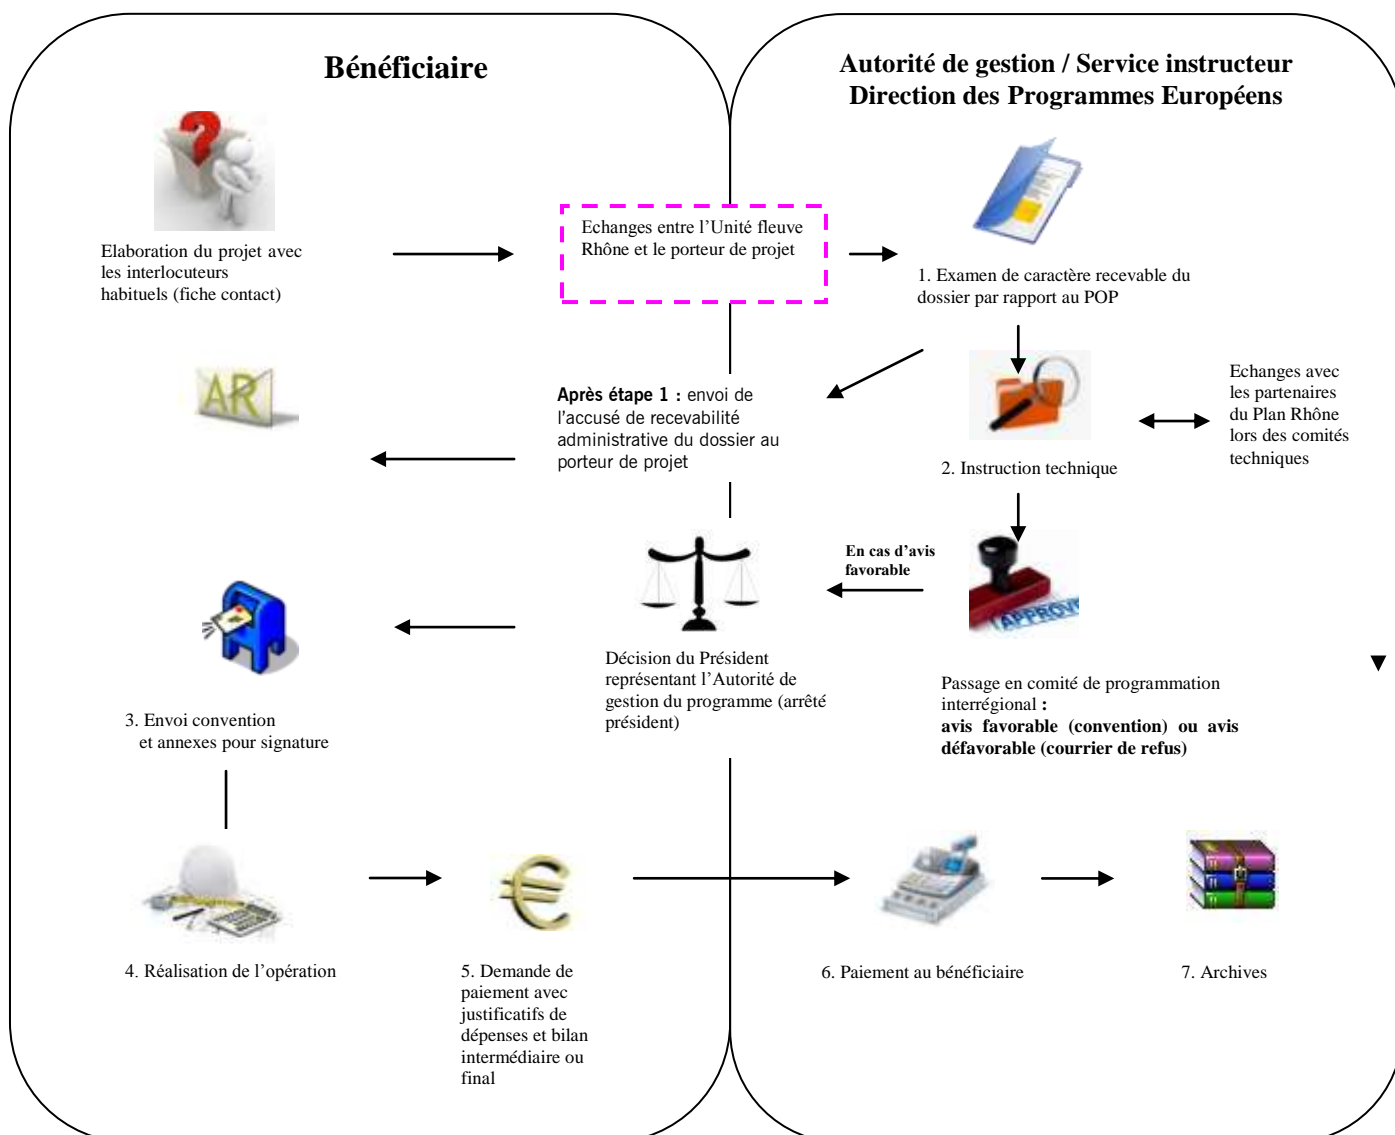 Bénéficiaire
Autorité de gestion / Service instructeur
Direction des Programmes Européens
Elaboration du projet avec
les interlocuteurs
habituels (fiche contact)
Echanges entre l’Unité fleuve
Rhône et le porteur de projet
1. Examen de caractère recevable du
dossier par rapport au POP
AR
Après étape 1 : envoi de
l’accusé de recevabilité
administrative du dossier au
porteur de projet
2. Instruction technique
Echanges avec
les partenaires
du Plan Rhône
lors des comités
techniques
En cas d’avis
favorable
APPROV
3. Envoi convention
et annexes pour signature
Décision du Président
représentant l’Autorité de
gestion du programme (arrêté
président)
Passage en comité de programmation
interrégional :
avis favorable (convention) ou avis
défavorable (courrier de refus)
4. Réalisation de l’opération
5. Demande de
paiement avec
justificatifs de
dépenses et bilan
intermédiaire ou
final
6. Paiement au bénéficiaire
7. Archives